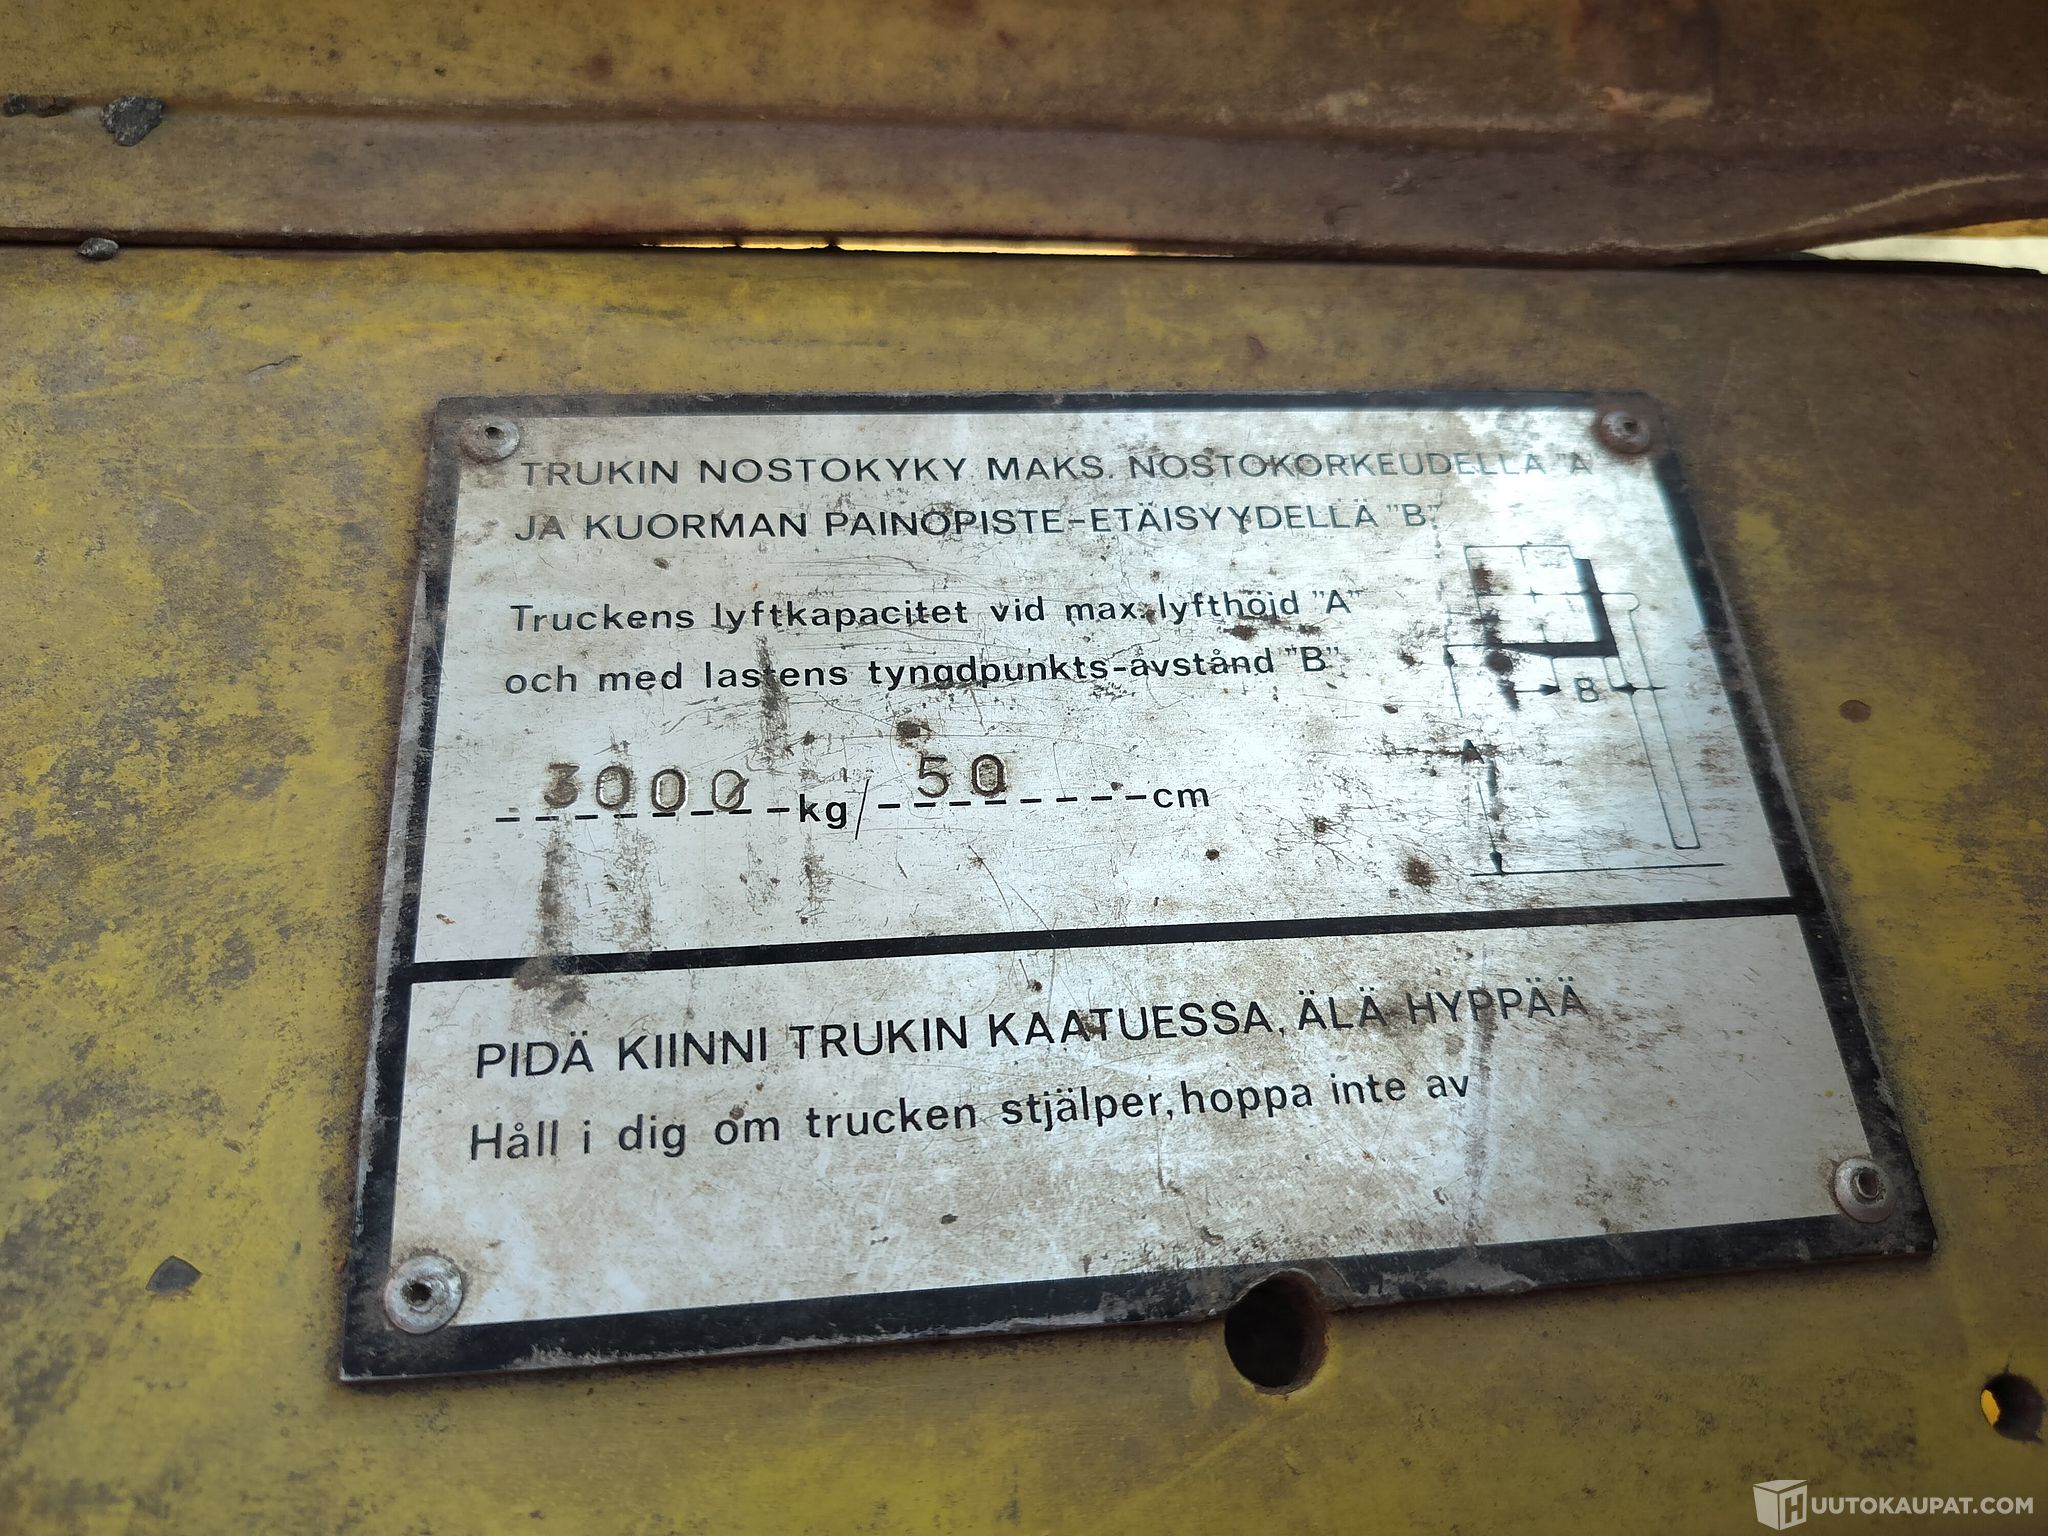 TRUKIN NOSTOKYKY MAKS. NOSTOKORKEUDELLA "A"
JA KUORMAN PAINOPISTE-ETÄISYYDELLÄ "B".
Truckens lyftkapacitet vid max. lyfthöjd "A"
och med lastens tyngdpunkts-avstånd "B".
B
A
3000 kg/ 50 cm
PIDÄ KIINNI TRUKIN KAATUESSA, ÄLÄ HYPPÄÄ
Håll i dig om trucken stjälper, hoppa inte av
HUUTOKAUPAT.COM